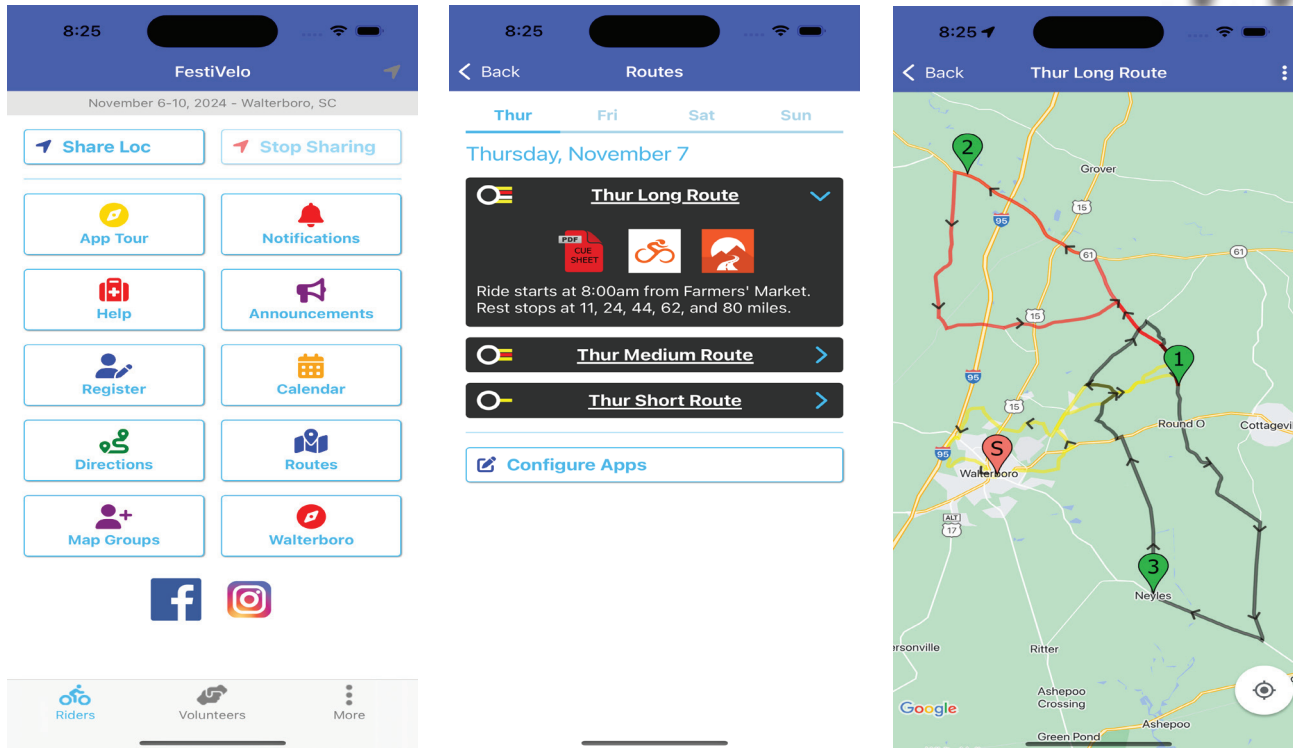 8:25
FestiVelo
November 6-10, 2024 - Walterboro, SC
Share Loc
Stop Sharing
App Tour
Notifications
Help
Announcements
Register
Calendar
Directions
Routes
Map Groups
Walterboro
f
Riders
Volunteers
More
8:25
Back
Routes
Thur
Fri
Sat
Sun
Thursday, November 7
Thur Long Route
PDF
CUE
SHEET
Ride starts at 8:00am from Farmers' Market.
Rest stops at 11, 24, 44, 62, and 80 miles.
Thur Medium Route
Thur Short Route
Configure Apps
8:25
Back
Thur Long Route
2
Grover
15
95
61
61
15
1
95
15
Round O
Cottagevi
S
95
Walterboro
ALT
17
3
Neyles
ersonville
Ritter
Ashepoo
Crossing
Google
Ashepoo
Green Pond